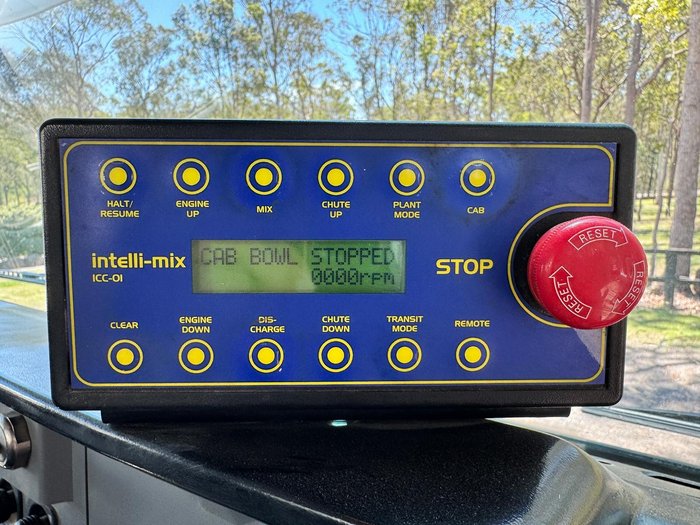 HALT/
RESUME
ENGINE
UP
MIX
CHUTE
UP
PLANT
MODE
CAB
intelli-mix
ICC-01
CAB BOWL STOPPED
0000rpm
STOP
RESET
RESET
RESET
CLEAR
ENGINE
DOWN
DIS-
CHARGE
CHUTE
DOWN
TRANSIT
MODE
REMOTE